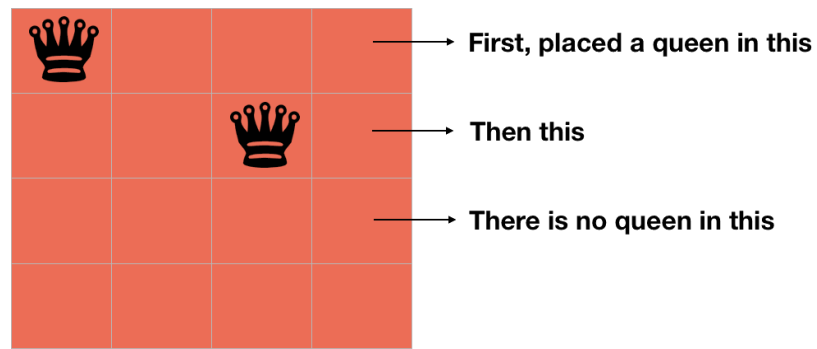 First, placed a queen in this
Then this
There is no queen in this